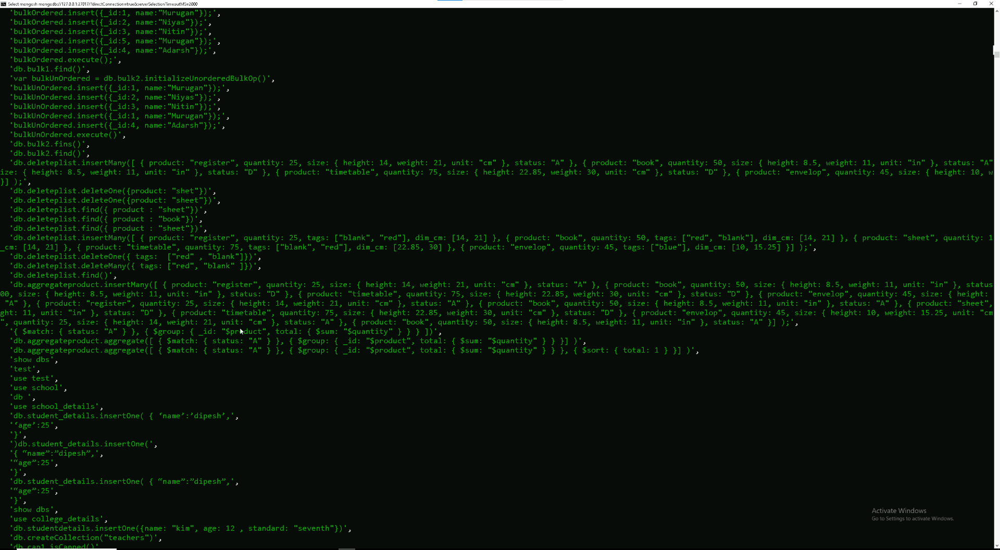 Select mongosh mongodb://127.0.0.1:27017/?directConnection=true&serverSelectionTimeoutMS=2000
'bulkOrdered.insert({_id:1, name:"Murugan"});',
'bulkOrdered.insert({_id:2, name:"Niyas"});',
'bulkOrdered.insert({_id:3, name:"Nitin"});',
'bulkOrdered.insert({_id:5, name:"Murugan"});',
'bulkOrdered.insert({_id:4, name:"Adarsh"});',
'bulkOrdered.execute();',
'db.bulk1.find()',
'var bulkUnOrdered = db.bulk2.initializeUnorderedBulkOp()',
'bulkUnOrdered.insert({_id:1, name:"Murugan"});',
'bulkUnOrdered.insert({_id:2, name:"Niyas"});',
'bulkUnOrdered.insert({_id:3, name:"Nitin"});',
'bulkUnOrdered.insert({_id:1, name:"Murugan"});',
'bulkUnOrdered.insert({_id:4, name:"Adarsh"});',
'bulkUnOrdered.execute()',
'db.bulk2.fins()',
'db.bulk2.find()',
'db.deleteplist.insertMany([ { product: "register", quantity: 25, size: { height: 14, weight: 21, unit: "cm" }, status: "A" }, { product: "book", quantity: 50, size: { height: 8.5, weight: 11, unit: "in" }, status: "A"
ize: { height: 8.5, weight: 11, unit: "in" }, status: "D" }, { product: "timetable", quantity: 75, size: { height: 22.85, weight: 30, unit: "cm" }, status: "D" }, { product: "envelop", quantity: 45, size: { height: 10, w
}] );',
'db.deleteplist.deleteOne({product: "shet"})',
'db.deleteplist.deleteOne({product: "sheet"})',
'db.deleteplist.find({ product : "sheet"})',
'db.deleteplist.find({ product : "book"})',
'db.deleteplist.find({ product : "sheet"})',
'db.deleteplist.insertMany([ { product: "register", quantity: 25, tags: ["blank", "red"], dim_cm: [14, 21] }, { product: "book", quantity: 50, tags: ["red", "blank"], dim_cm: [14, 21] }, { product: "sheet", quantity: 1
_cm: [14, 21] }, { product: "timetable", quantity: 75, tags: ["blank", "red"], dim_cm: [22.85, 30] }, { product: "envelop", quantity: 45, tags: ["blue"], dim_cm: [10, 15.25] }] );',
'db.deleteplist.deleteOne({ tags:  ["red" , "blank"]})',
'db.deleteplist.deleteMany({ tags: ["red", "blank" ]})',
'db.deleteplist.find()',
'db.aggregateproduct.insertMany([ { product: "register", quantity: 25, size: { height: 14, weight: 21, unit: "cm" }, status: "A" }, { product: "book", quantity: 50, size: { height: 8.5, weight: 11, unit: "in" }, status
00, size: { height: 8.5, weight: 11, unit: "in" }, status: "D" }, { product: "timetable", quantity: 75, size: { height: 22.85, weight: 30, unit: "cm" }, status: "D" }, { product: "envelop", quantity: 45, size: { height:
"A" }, { product: "register", quantity: 25, size: { height: 14, weight: 21, unit: "cm" }, status: "A" }, { product: "book", quantity: 50, size: { height: 8.5, weight: 11, unit: "in" }, status: "A" }, { product: "sheet",
ght: 11, unit: "in" }, status: "D" }, { product: "timetable", quantity: 75, size: { height: 22.85, weight: 30, unit: "cm" }, status: "D" }, { product: "envelop", quantity: 45, size: { height: 10, weight: 15.25, unit: "cm
", quantity: 25, size: { height: 14, weight: 21, unit: "cm" }, status: "A" }, { product: "book", quantity: 50, size: { height: 8.5, weight: 11, unit: "in" }, status: "A" }] );',
'{ $match: { status: "A" } }, { $group: { _id: "$product", total: { $sum: "$quantity" } } } ])',
'db.aggregateproduct.aggregate([ { $match: { status: "A" } }, { $group: { _id: "$product", total: { $sum: "$quantity" } } }] )',
'db.aggregateproduct.aggregate([ { $match: { status: "A" } }, { $group: { _id: "$product", total: { $sum: "$quantity" } } }, { $sort: { total: 1 } }] )',
'show dbs',
'test',
'use test',
'use school',
'db ',
'use school_details',
'db.student_details.insertOne( { ‘name’:’dipesh’,',
'‘age’:25',
'}',
')db.student_details.insertOne(',
'{ “name”:”dipesh”,',
'“age”:25',
'}',
'db.student_details.insertOne( { “name”:”dipesh”,',
'“age”:25',
'}',
'show dbs',
'use college_details',
'db.studentdetails.insertOne({name: "kim", age: 12 , standard: "seventh"})',
'db.createCollection("teachers")',
'db.cap1.isCapped()'
Activate Windows
Go to Settings to activate Windows.